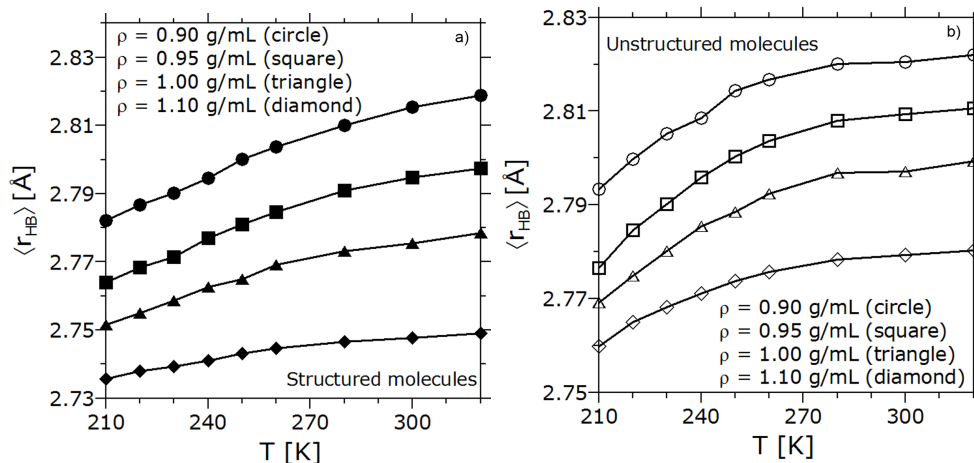 a)
ρ = 0.90 g/mL (circle)
ρ = 0.95 g/mL (square)
ρ = 1.00 g/mL (triangle)
ρ = 1.10 g/mL (diamond)
2.83
2.81
2.79
2.77
2.75
2.73
⟨r_HB⟩ [Å]
Structured molecules
210 240 270 300
T [K]
b)
Unstructured molecules
2.83
2.81
2.79
2.77
2.75
⟨r_HB⟩ [Å]
ρ = 0.90 g/mL (circle)
ρ = 0.95 g/mL (square)
ρ = 1.00 g/mL (triangle)
ρ = 1.10 g/mL (diamond)
210 240 270 300
T [K]